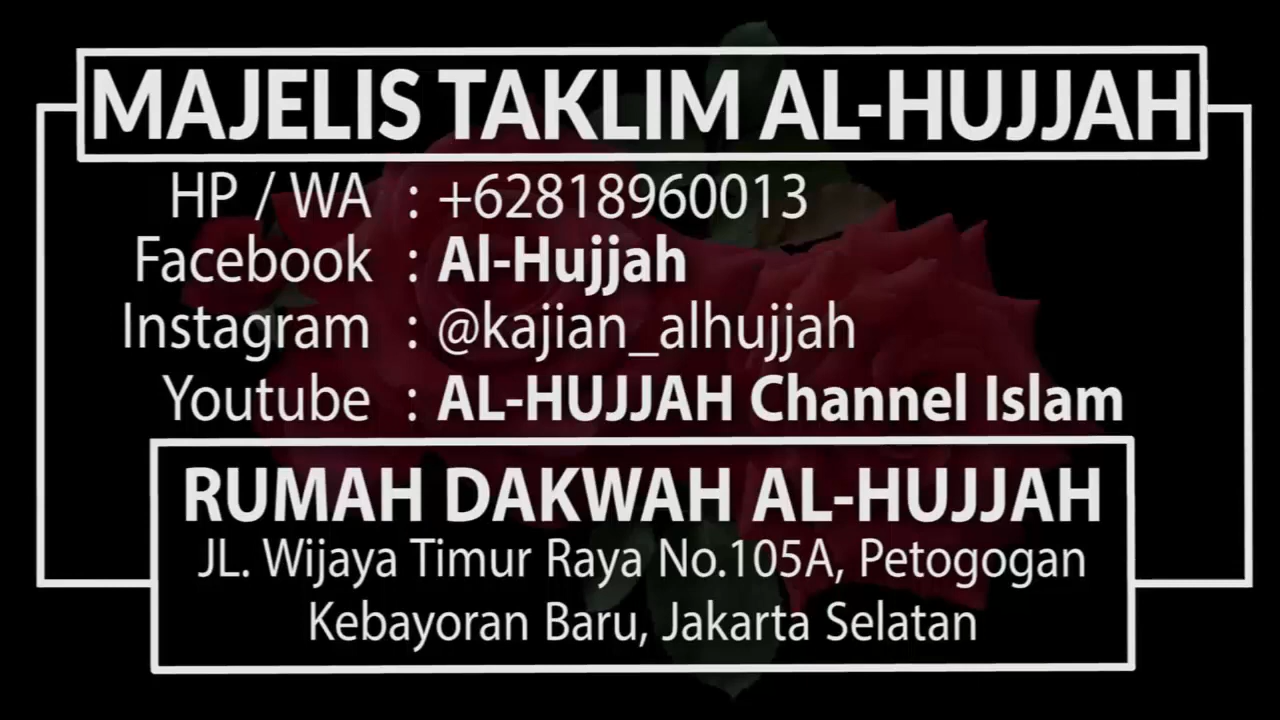 MAJELIS TAKLIM AL-HUJJAH
HP / WA : +62818960013
Facebook : Al-Hujjah
Instagram : @kajian_alhujjah
Youtube : AL-HUJJAH Channel Islam
RUMAH DAKWAH AL-HUJJAH
JL. Wijaya Timur Raya No.105A, Petogogan
Kebayoran Baru, Jakarta Selatan